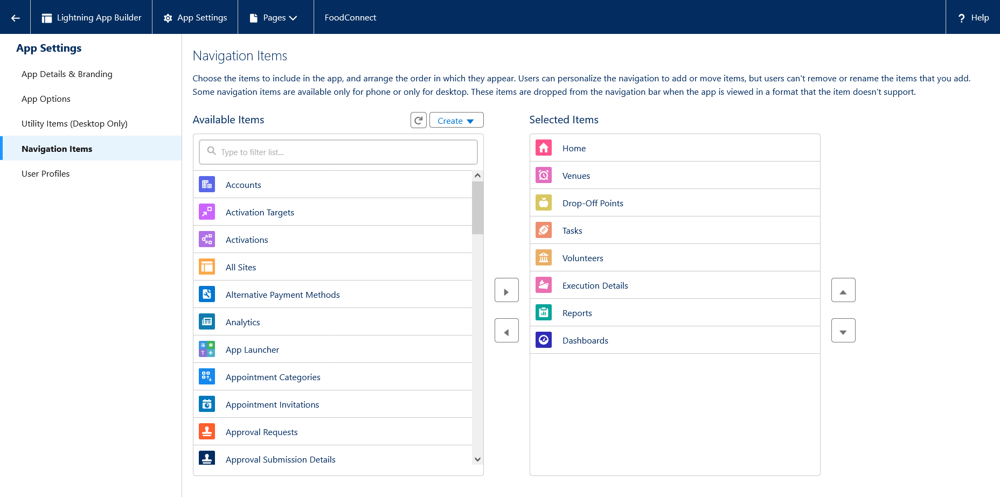 Lightning App Builder
App Settings
Pages
FoodConnect
? Help
App Settings
App Details & Branding
App Options
Utility Items (Desktop Only)
Navigation Items
User Profiles
Navigation Items
Choose the items to include in the app, and arrange the order in which they appear. Users can personalize the navigation to add or move items, but users can't remove or rename the items that you add.
Some navigation items are available only for phone or only for desktop. These items are dropped from the navigation bar when the app is viewed in a format that the item doesn’t support.
Available Items
Create
Type to filter list...
Accounts
Activation Targets
Activations
All Sites
Alternative Payment Methods
Analytics
App Launcher
Appointment Categories
Appointment Invitations
Approval Requests
Approval Submission Details
Selected Items
Home
Venues
Drop-Off Points
Tasks
Volunteers
Execution Details
Reports
Dashboards